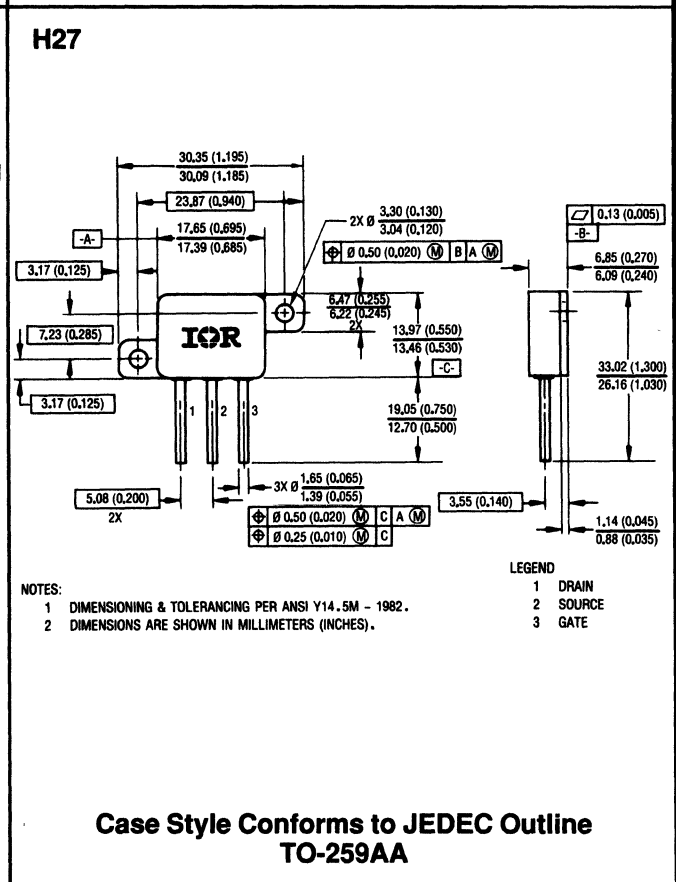 H27
30.35 (1.195)
30.09 (1.185)
23.87 (0.940)
-A-
17.65 (0.695)
17.39 (0.685)
2X Ø 3.30 (0.130)
3.04 (0.120)
⌖ Ø 0.50 (0.020) Ⓜ B A Ⓜ
⏥ 0.13 (0.005)
-B-
3.17 (0.125)
6.85 (0.270)
6.09 (0.240)
6.47 (0.255)
6.22 (0.245)
2X
7.23 (0.285)
IOR
13.97 (0.550)
13.46 (0.530)
-C-
33.02 (1.300)
26.16 (1.030)
3.17 (0.125)
1 2 3
19.05 (0.750)
12.70 (0.500)
5.08 (0.200)
2X
3X Ø 1.65 (0.065)
1.39 (0.055)
3.55 (0.140)
⌖ Ø 0.50 (0.020) Ⓜ C A Ⓜ
⌖ Ø 0.25 (0.010) Ⓜ C
1.14 (0.045)
0.88 (0.035)
NOTES:
1 DIMENSIONING & TOLERANCING PER ANSI Y14.5M - 1982.
2 DIMENSIONS ARE SHOWN IN MILLIMETERS (INCHES).
LEGEND
1 DRAIN
2 SOURCE
3 GATE
Case Style Conforms to JEDEC Outline
TO-259AA